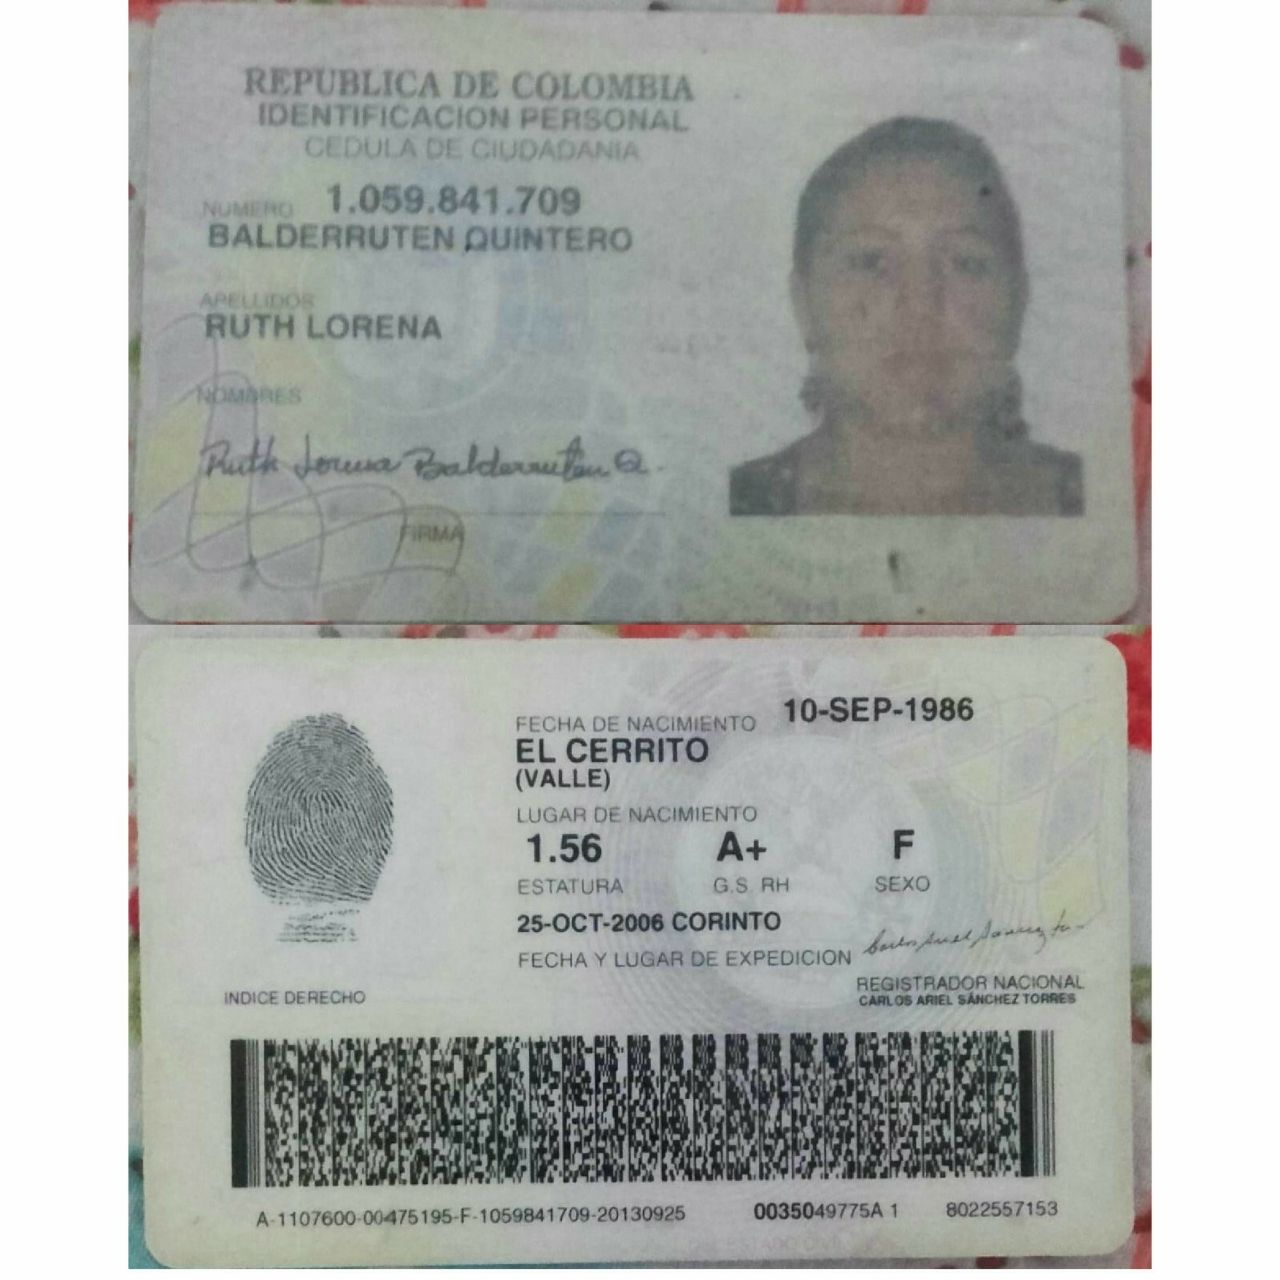 REPUBLICA DE COLOMBIA
IDENTIFICACION PERSONAL
CEDULA DE CIUDADANIA
NUMERO 1.059.841.709
BALDERRUTEN QUINTERO
APELLIDOS
RUTH LORENA
NOMBRES
Ruth Lorena Balderruten Q.
FIRMA
FECHA DE NACIMIENTO 10-SEP-1986
EL CERRITO
(VALLE)
LUGAR DE NACIMIENTO
1.56 A+ F
ESTATURA G.S. RH SEXO
25-OCT-2006 CORINTO
FECHA Y LUGAR DE EXPEDICION
INDICE DERECHO
REGISTRADOR NACIONAL
CARLOS ARIEL SÁNCHEZ TORRES
A-1107600-00475195-F-1059841709-20130925 0035049775A 1 8022557153